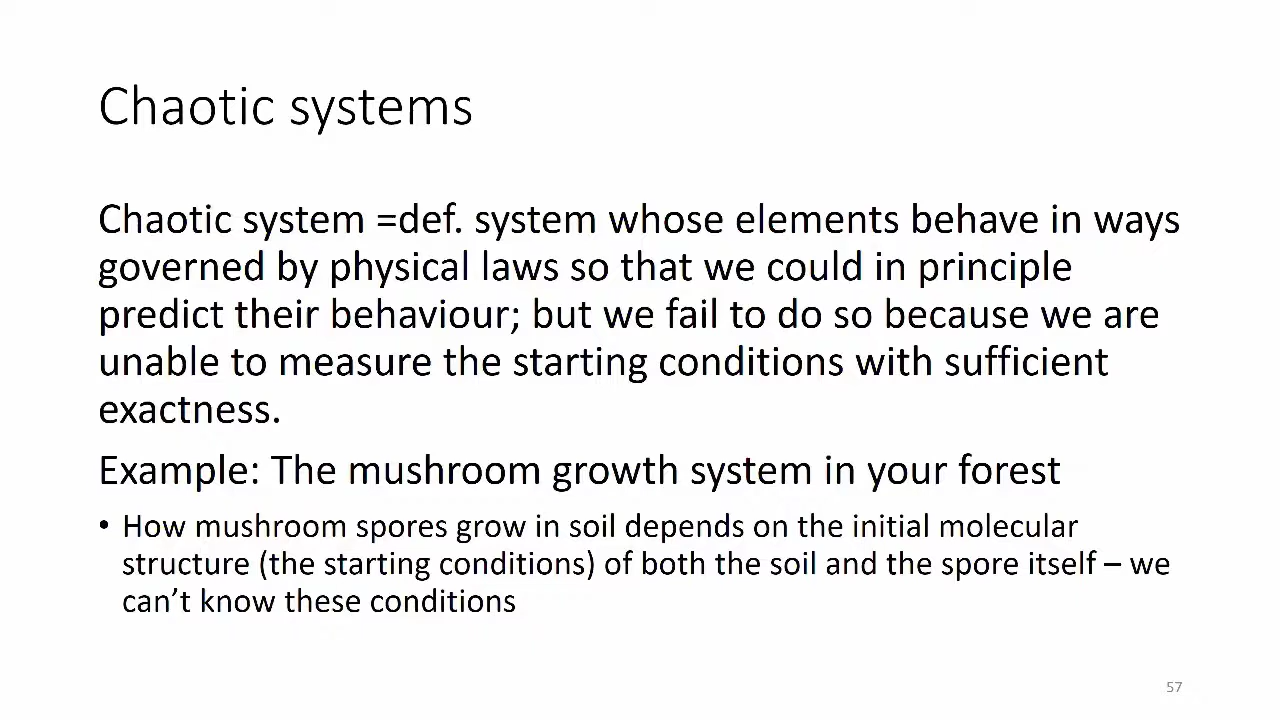 Chaotic systems
Chaotic system =def. system whose elements behave in ways
governed by physical laws so that we could in principle
predict their behaviour; but we fail to do so because we are
unable to measure the starting conditions with sufficient
exactness.
Example: The mushroom growth system in your forest
• How mushroom spores grow in soil depends on the initial molecular
structure (the starting conditions) of both the soil and the spore itself – we
can’t know these conditions
57